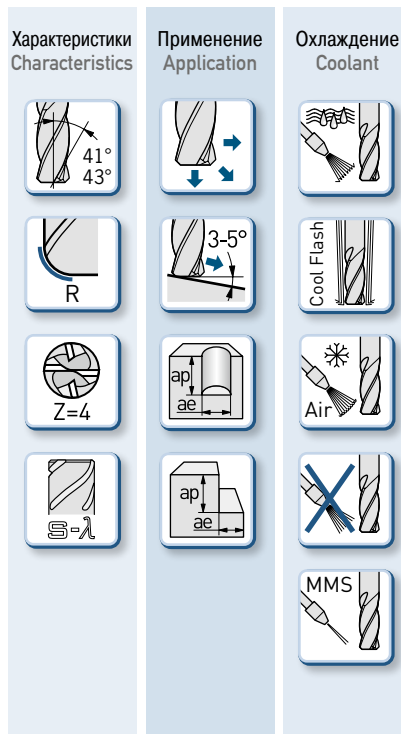 Характеристики
Characteristics
41°
43°
R
Z=4
S-λ
Применение
Application
3-5°
ap
ae
ap
ae
Охлаждение
Coolant
Cool Flash
Air
MMS